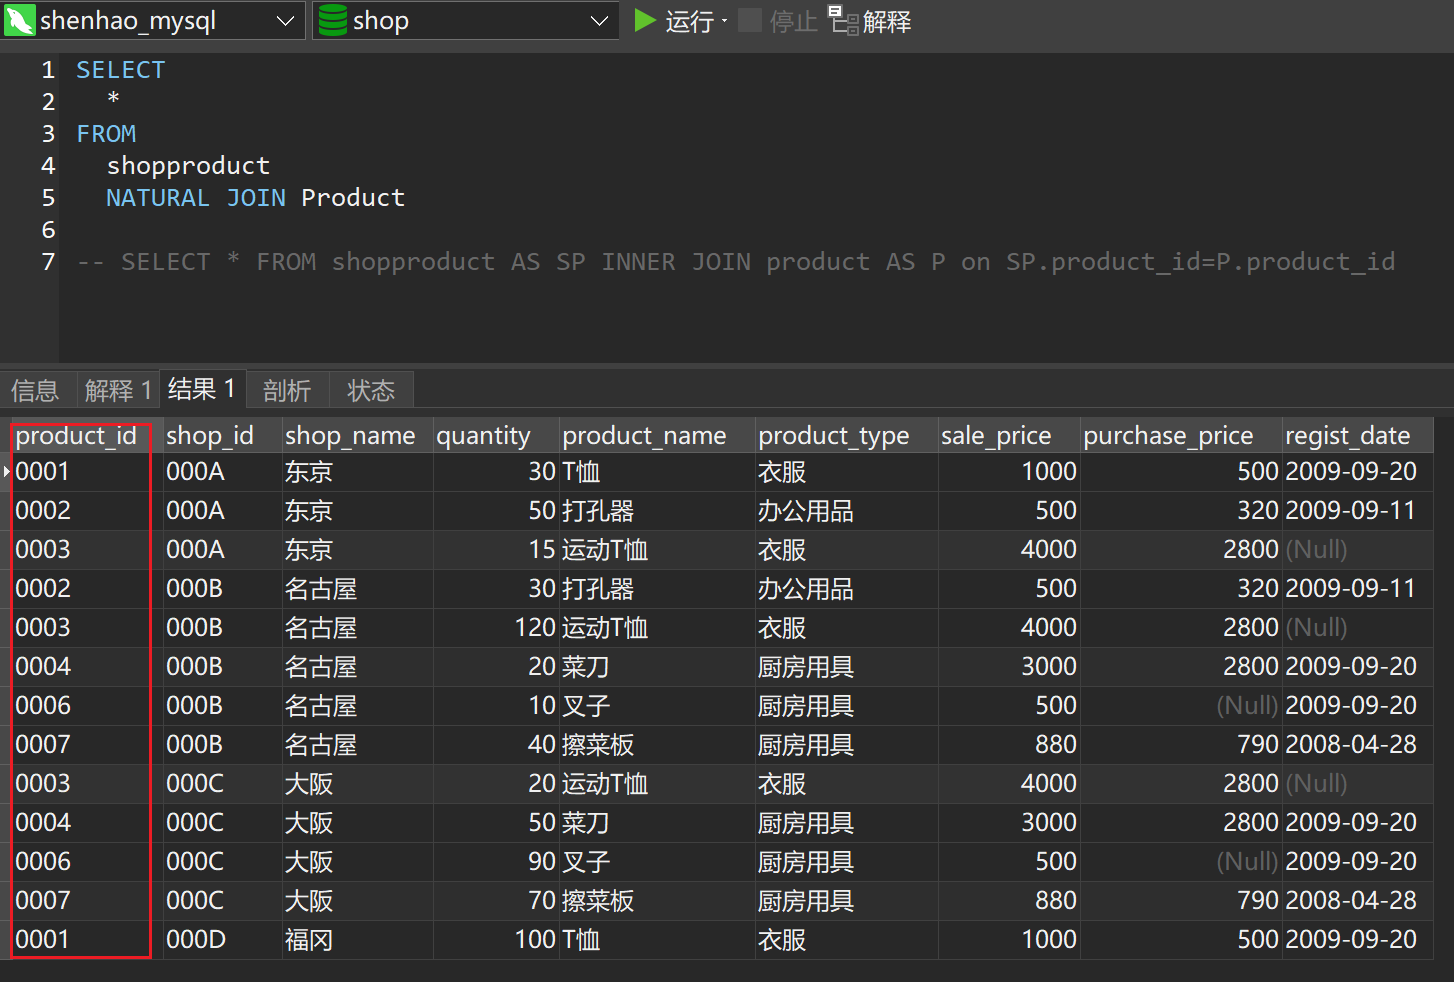 shenhao_mysql shop 运行 停止 解释
1 SELECT
2 *
3 FROM
4 shopproduct
5 NATURAL JOIN Product
6
7 -- SELECT * FROM shopproduct AS SP INNER JOIN product AS P on SP.product_id=P.product_id
信息 解释 1 结果 1 剖析 状态
product_id shop_id shop_name quantity product_name product_type sale_price purchase_price regist_date
0001 000A 东京 30 T恤 衣服 1000 500 2009-09-20
0002 000A 东京 50 打孔器 办公用品 500 320 2009-09-11
0003 000A 东京 15 运动T恤 衣服 4000 2800 (Null)
0002 000B 名古屋 30 打孔器 办公用品 500 320 2009-09-11
0003 000B 名古屋 120 运动T恤 衣服 4000 2800 (Null)
0004 000B 名古屋 20 菜刀 厨房用具 3000 2800 2009-09-20
0006 000B 名古屋 10 叉子 厨房用具 500 (Null) 2009-09-20
0007 000B 名古屋 40 擦菜板 厨房用具 880 790 2008-04-28
0003 000C 大阪 20 运动T恤 衣服 4000 2800 (Null)
0004 000C 大阪 50 菜刀 厨房用具 3000 2800 2009-09-20
0006 000C 大阪 90 叉子 厨房用具 500 (Null) 2009-09-20
0007 000C 大阪 70 擦菜板 厨房用具 880 790 2008-04-28
0001 000D 福冈 100 T恤 衣服 1000 500 2009-09-20